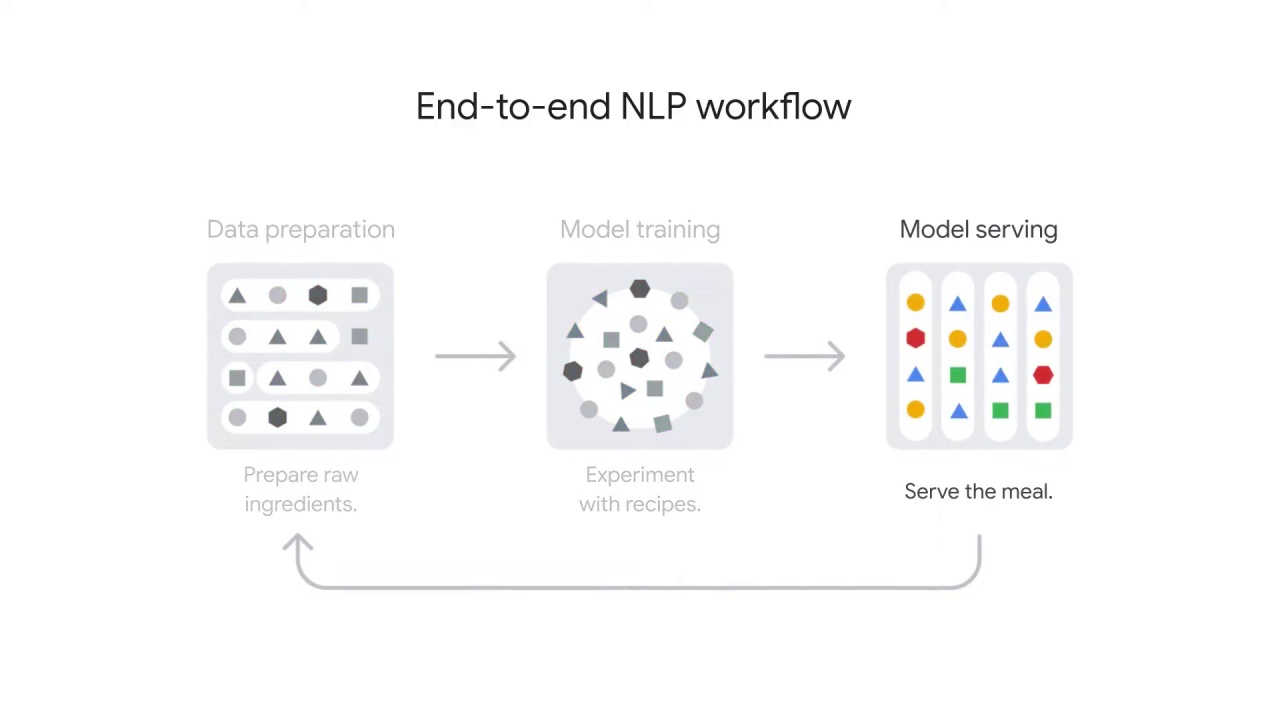 End-to-end NLP workflow
Data preparation
Model training
Model serving
Prepare raw
ingredients.
Experiment
with recipes.
Serve the meal.